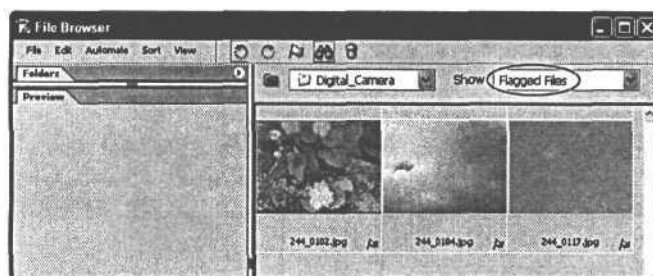 File Browser
File Edit Automate Sort View
Folders
Digital_Camera Show Flagged Files
Preview
244_0102.jpg 244_0104.jpg 244_0117.jpg